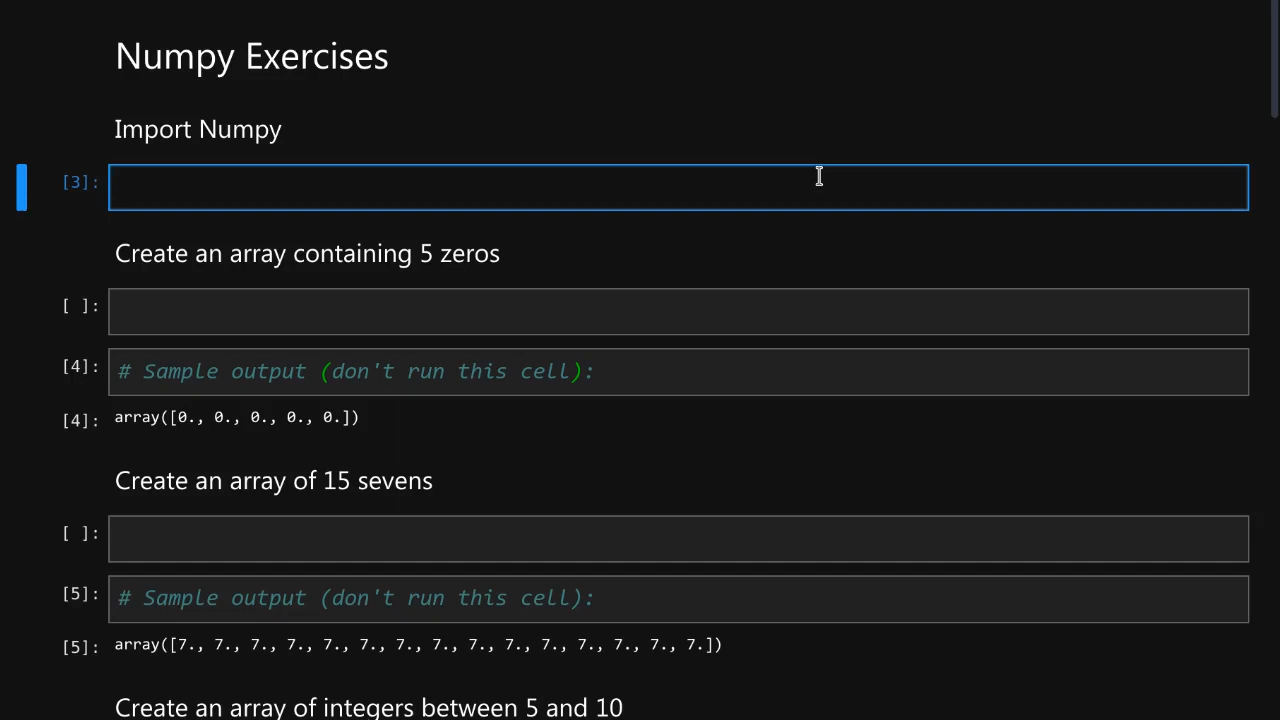 Numpy Exercises
Import Numpy
[3]:
Create an array containing 5 zeros
[ ]:
[4]: # Sample output (don't run this cell):
[4]: array([0., 0., 0., 0., 0.])
Create an array of 15 sevens
[ ]:
[5]: # Sample output (don't run this cell):
[5]: array([7., 7., 7., 7., 7., 7., 7., 7., 7., 7., 7., 7., 7., 7., 7.])
Create an array of integers between 5 and 10